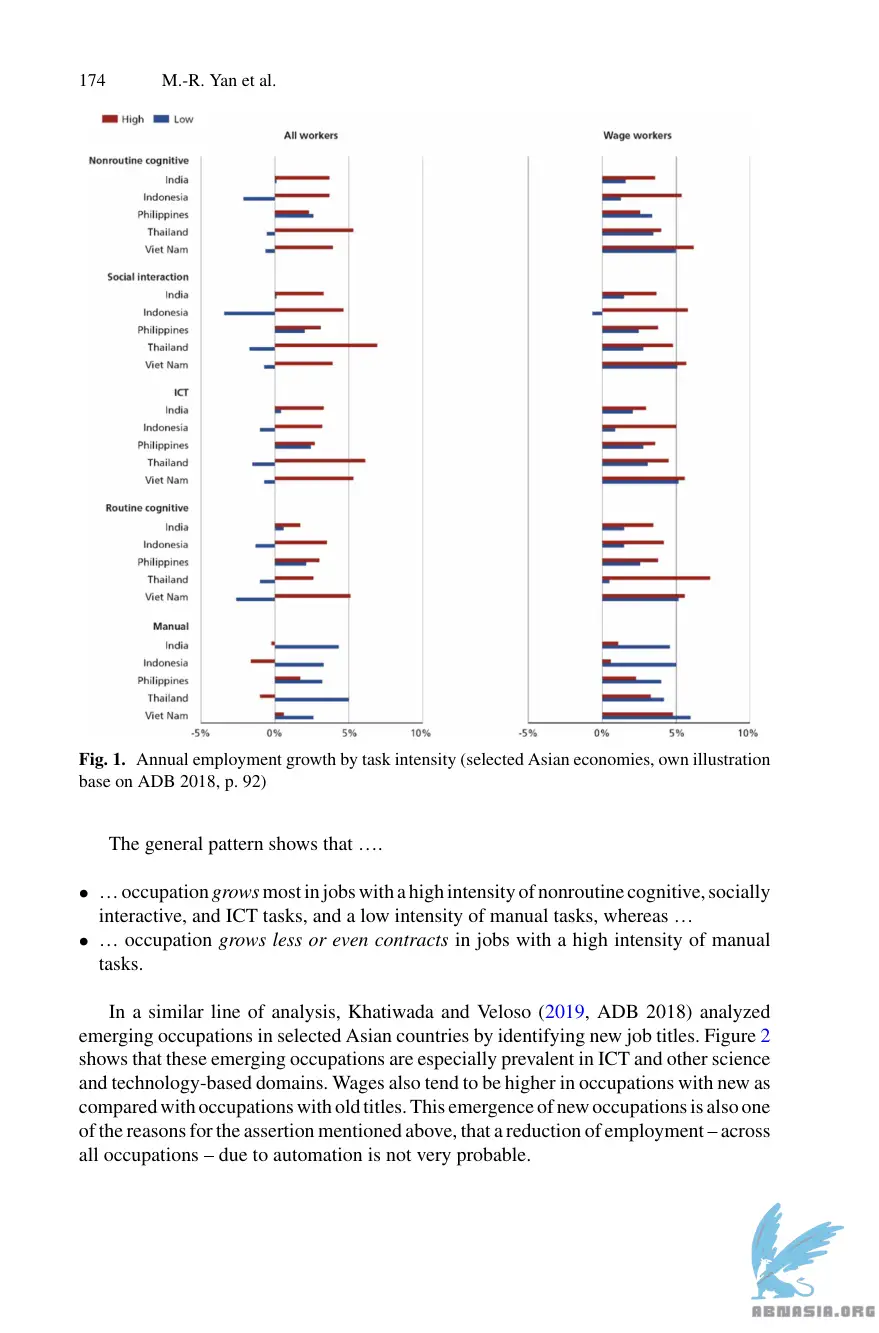 174 M.-R. Yan et al.
High Low
All workers Wage workers
Nonroutine cognitive
India
Indonesia
Philippines
Thailand
Viet Nam
Social interaction
India
Indonesia
Philippines
Thailand
Viet Nam
ICT
India
Indonesia
Philippines
Thailand
Viet Nam
Routine cognitive
India
Indonesia
Philippines
Thailand
Viet Nam
Manual
India
Indonesia
Philippines
Thailand
Viet Nam
-5% 0% 5% 10% -5% 0% 5% 10%
Fig. 1. Annual employment growth by task intensity (selected Asian economies, own illustration
base on ADB 2018, p. 92)
The general pattern shows that ….
● … occupation grows most in jobs with a high intensity of nonroutine cognitive, socially
interactive, and ICT tasks, and a low intensity of manual tasks, whereas …
● … occupation grows less or even contracts in jobs with a high intensity of manual
tasks.
In a similar line of analysis, Khatiwada and Veloso (2019, ADB 2018) analyzed
emerging occupations in selected Asian countries by identifying new job titles. Figure 2
shows that these emerging occupations are especially prevalent in ICT and other science
and technology-based domains. Wages also tend to be higher in occupations with new as
compared with occupations with old titles. This emergence of new occupations is also one
of the reasons for the assertion mentioned above, that a reduction of employment – across
all occupations – due to automation is not very probable.
ABNASIA.ORG